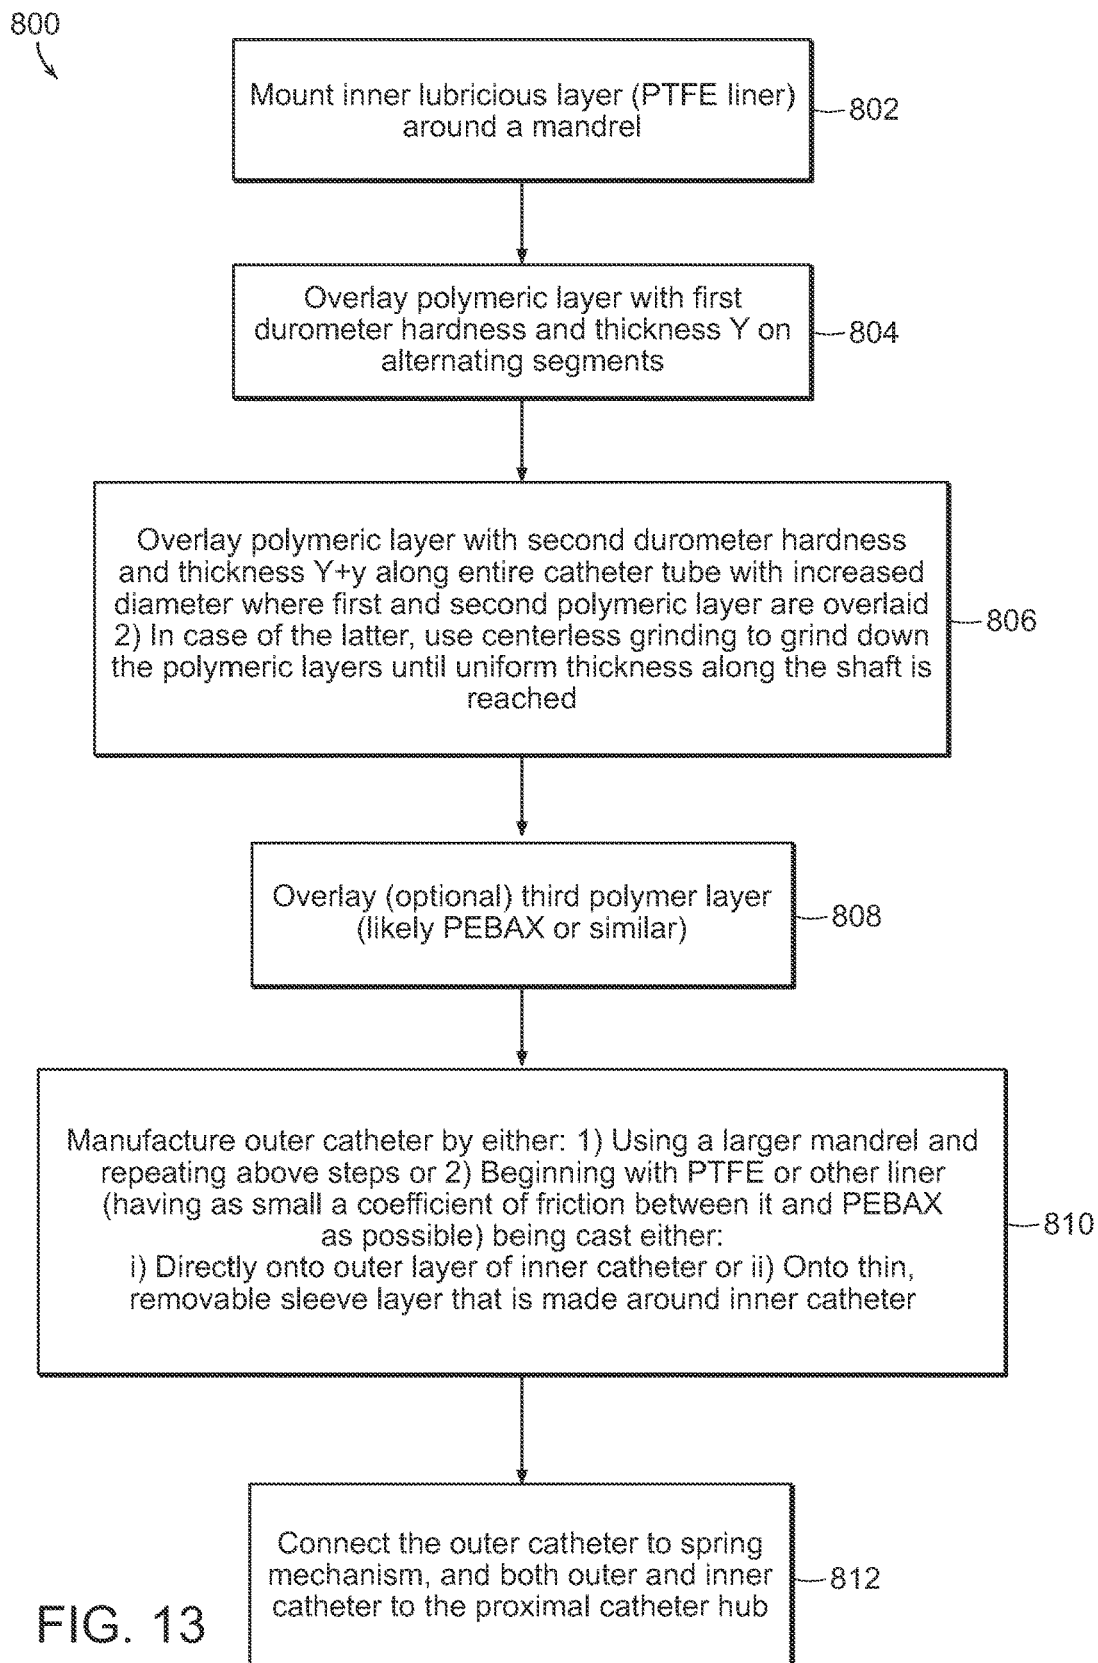 800
Mount inner lubricious layer (PTFE liner)
around a mandrel
802
Overlay polymeric layer with first
durometer hardness and thickness Y on
alternating segments
804
Overlay polymeric layer with second durometer hardness
and thickness Y+y along entire catheter tube with increased
diameter where first and second polymeric layer are overlaid
2) In case of the latter, use centerless grinding to grind down
the polymeric layers until uniform thickness along the shaft is
reached
806
Overlay (optional) third polymer layer
(likely PEBAX or similar)
808
Manufacture outer catheter by either: 1) Using a larger mandrel and
repeating above steps or 2) Beginning with PTFE or other liner
(having as small a coefficient of friction between it and PEBAX
as possible) being cast either:
i) Directly onto outer layer of inner catheter or ii) Onto thin,
removable sleeve layer that is made around inner catheter
810
Connect the outer catheter to spring
mechanism, and both outer and inner
catheter to the proximal catheter hub
812
FIG. 13